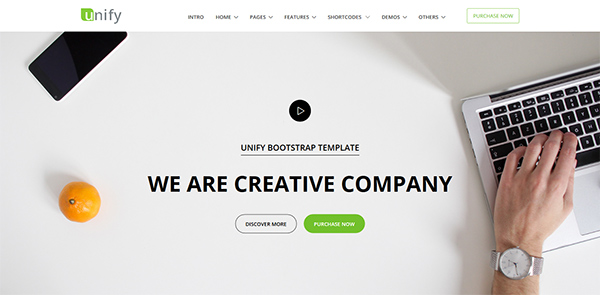 unify
INTRO HOME PAGES FEATURES SHORTCODES DEMOS OTHERS PURCHASE NOW
UNIFY BOOTSTRAP TEMPLATE
WE ARE CREATIVE COMPANY
DISCOVER MORE PURCHASE NOW